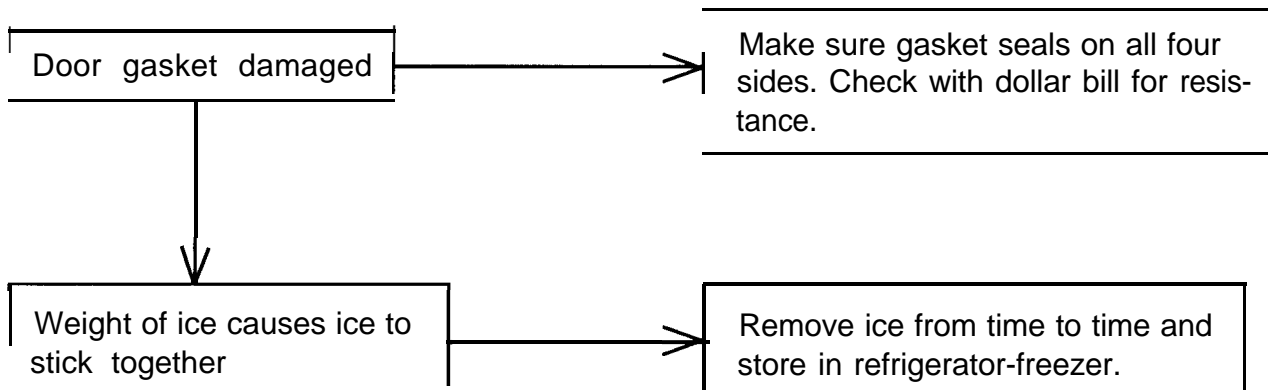 Door gasket damaged
Make sure gasket seals on all four
sides. Check with dollar bill for resis-
tance.
Weight of ice causes ice to
stick together
Remove ice from time to time and
store in refrigerator-freezer.